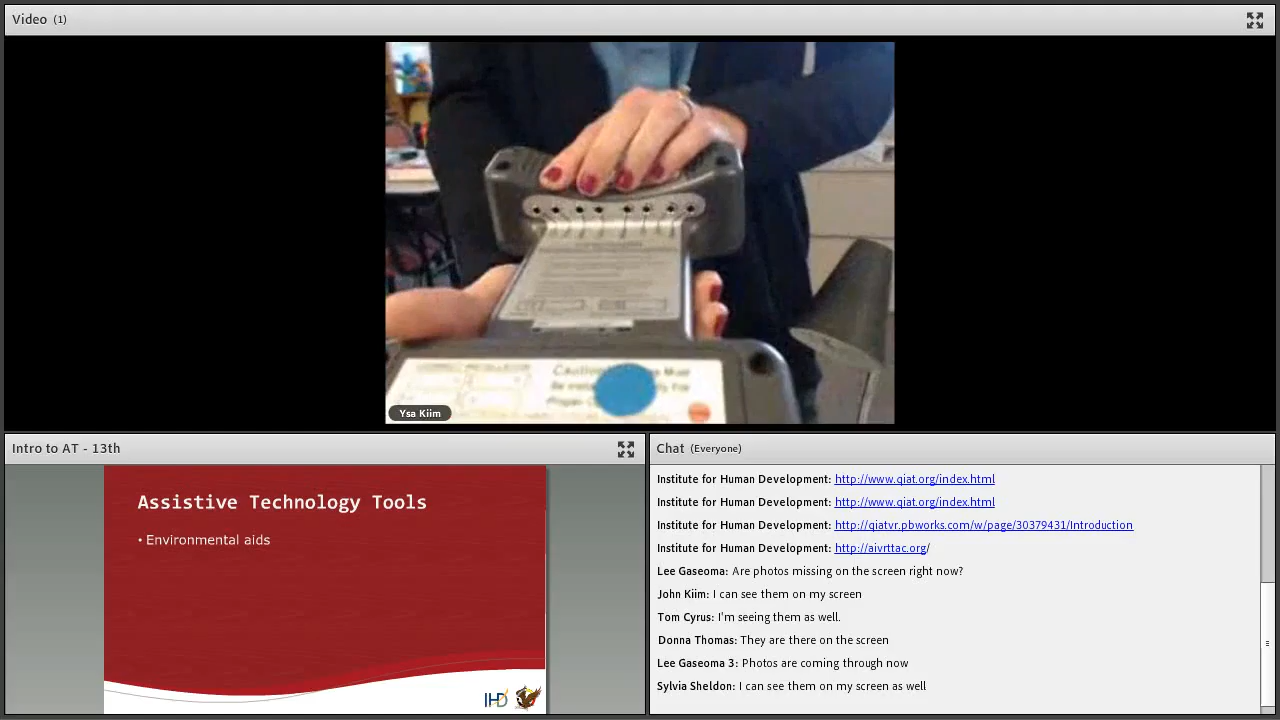 Video (1)
Caution
Must
Be
Ysa Kiim
Intro to AT - 13th
Assistive Technology Tools
• Environmental aids
IHD
Chat (Everyone)
Institute for Human Development: http://www.qiat.org/index.html
Institute for Human Development: http://www.qiat.org/index.html
Institute for Human Development: http://qiatvr.pbworks.com/w/page/30379431/Introduction
Institute for Human Development: http://aivrttac.org/
Lee Gaseoma: Are photos missing on the screen right now?
John Kiim: I can see them on my screen
Tom Cyrus: I'm seeing them as well.
Donna Thomas: They are there on the screen
Lee Gaseoma 3: Photos are coming through now
Sylvia Sheldon: I can see them on my screen as well